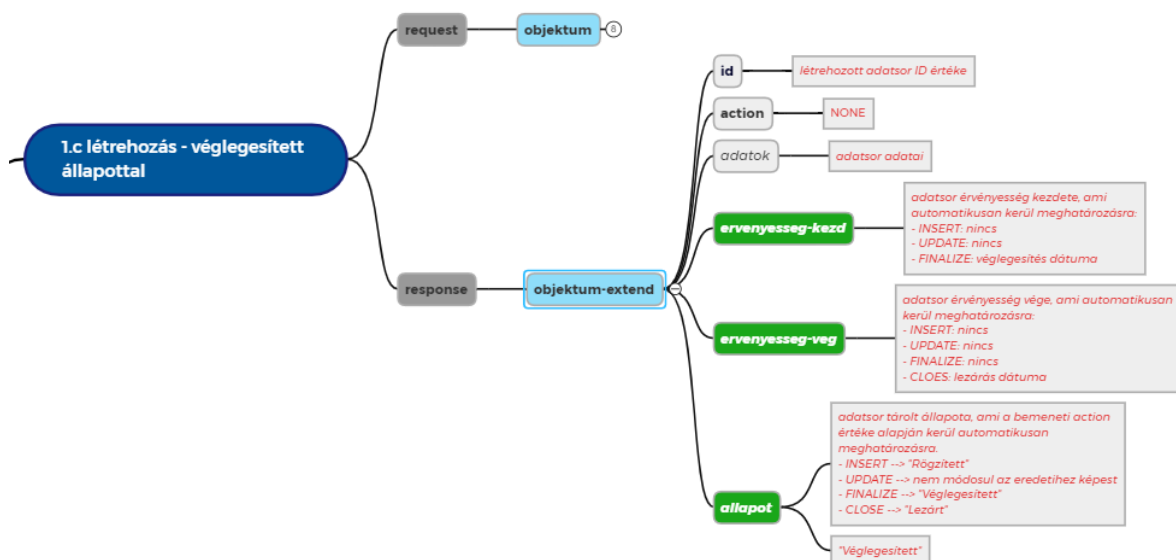 request
objektum
8
id
létrehozott adatsor ID értéke
action
NONE
1.c létrehozás - véglegesített
állapottal
adatok
adatsor adatai
ervenyesseg-kezd
adatsor érvényesség kezdete, ami
automatikusan kerül meghatározásra:
- INSERT: nincs
- UPDATE: nincs
- FINALIZE: véglegesítés dátuma
response
objektum-extend
ervenyesseg-veg
adatsor érvényesség vége, ami automatikusan
kerül meghatározásra:
- INSERT: nincs
- UPDATE: nincs
- FINALIZE: nincs
- CLOES: lezárás dátuma
allapot
adatsor tárolt állapota, ami a bemeneti action
értéke alapján kerül automatikusan
meghatározásra.
- INSERT --> "Rögzített"
- UPDATE --> nem módosul az eredetihez képest
- FINALIZE --> "Véglegesített"
- CLOSE --> "Lezárt"
"Véglegesített"